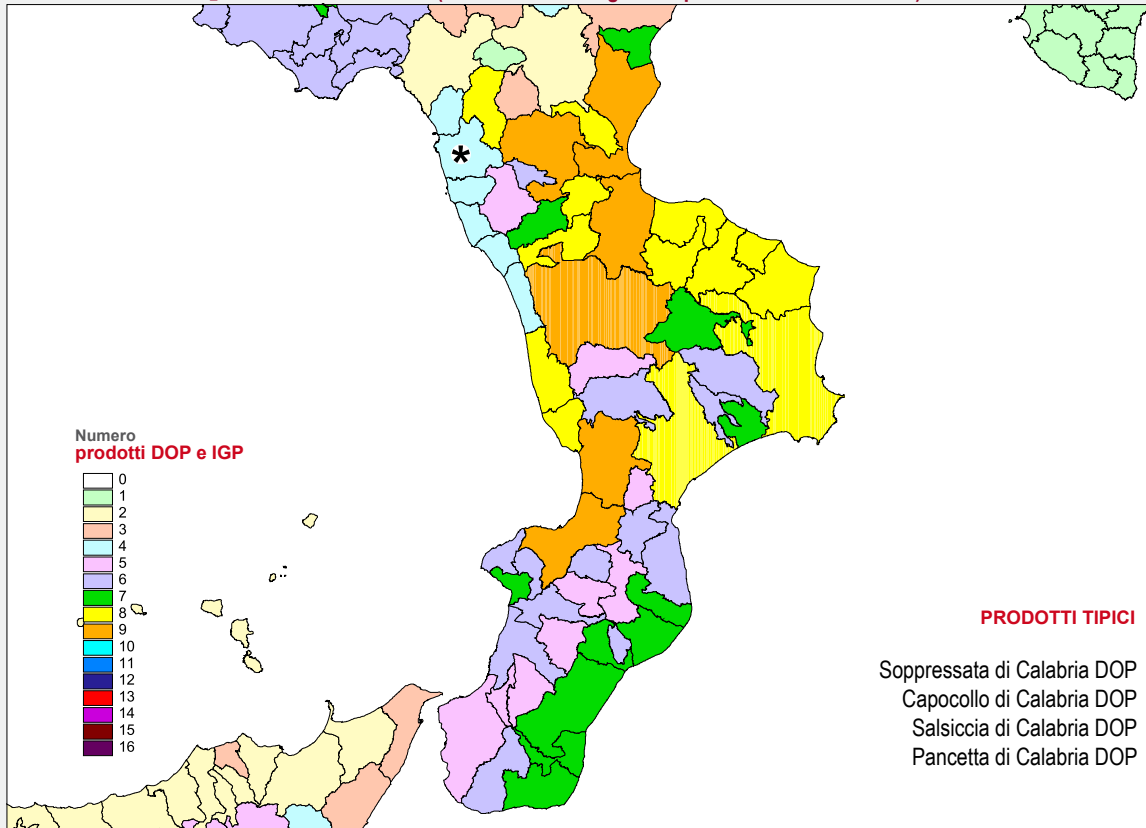 Numero
prodotti DOP e IGP
0
1
2
3
4
5
6
7
8
9
10
11
12
13
14
15
16
*
PRODOTTI TIPICI
Soppressata di Calabria DOP
Capocollo di Calabria DOP
Salsiccia di Calabria DOP
Pancetta di Calabria DOP